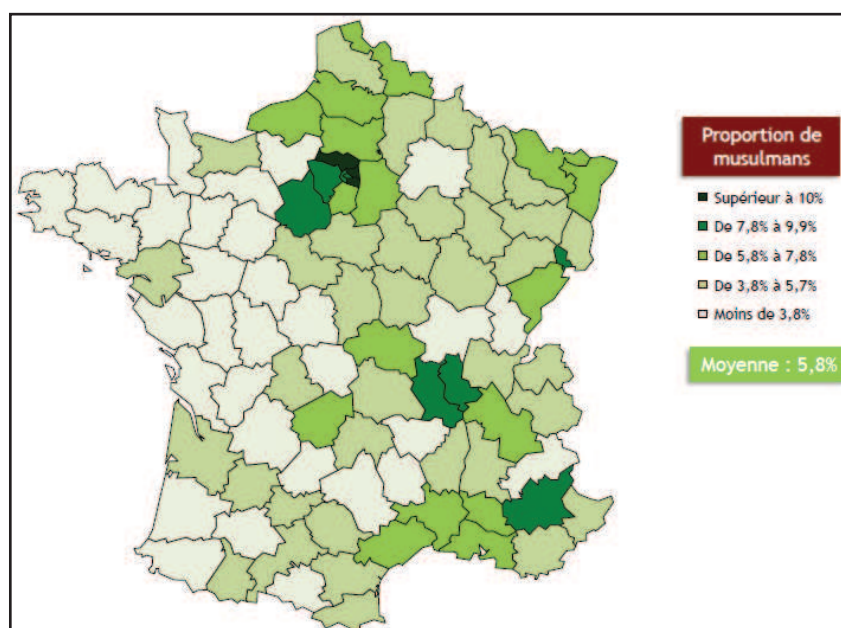 Proportion de
musulmans
Supérieur à 10%
De 7,8% à 9,9%
De 5,8% à 7,8%
De 3,8% à 5,7%
Moins de 3,8%
Moyenne : 5,8%